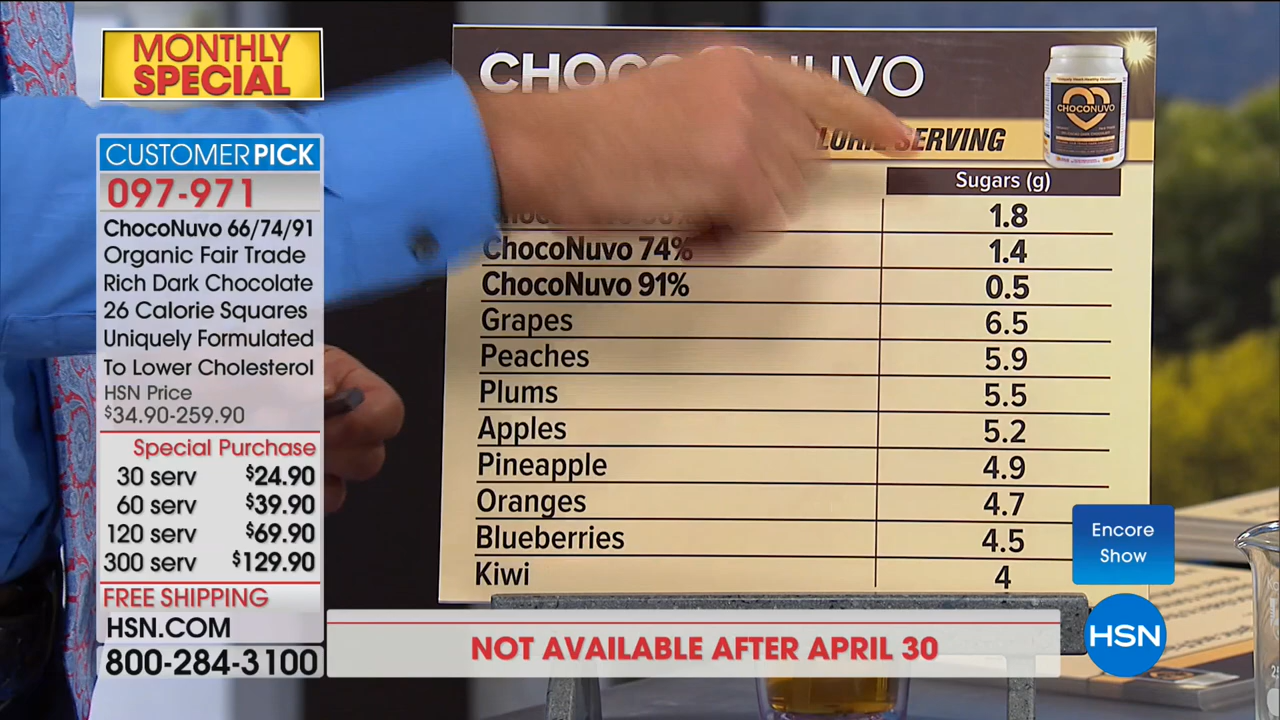 MONTHLY
SPECIAL
CUSTOMER PICK
097-971
ChocoNuvo 66/74/91
Organic Fair Trade
Rich Dark Chocolate
26 Calorie Squares
Uniquely Formulated
To Lower Cholesterol
HSN Price
$34.90-259.90
Special Purchase
30 serv $24.90
60 serv $39.90
120 serv $69.90
300 serv $129.90
FREE SHIPPING
HSN.COM
800-284-3100
CHOCONUVO
SERVING
CHOCONUVO
Sugars (g)
1.8
ChocoNuvo 74% 1.4
ChocoNuvo 91% 0.5
Grapes 6.5
Peaches 5.9
Plums 5.5
Apples 5.2
Pineapple 4.9
Oranges 4.7
Blueberries 4.5
Kiwi 4
Encore
Show
NOT AVAILABLE AFTER APRIL 30
HSN